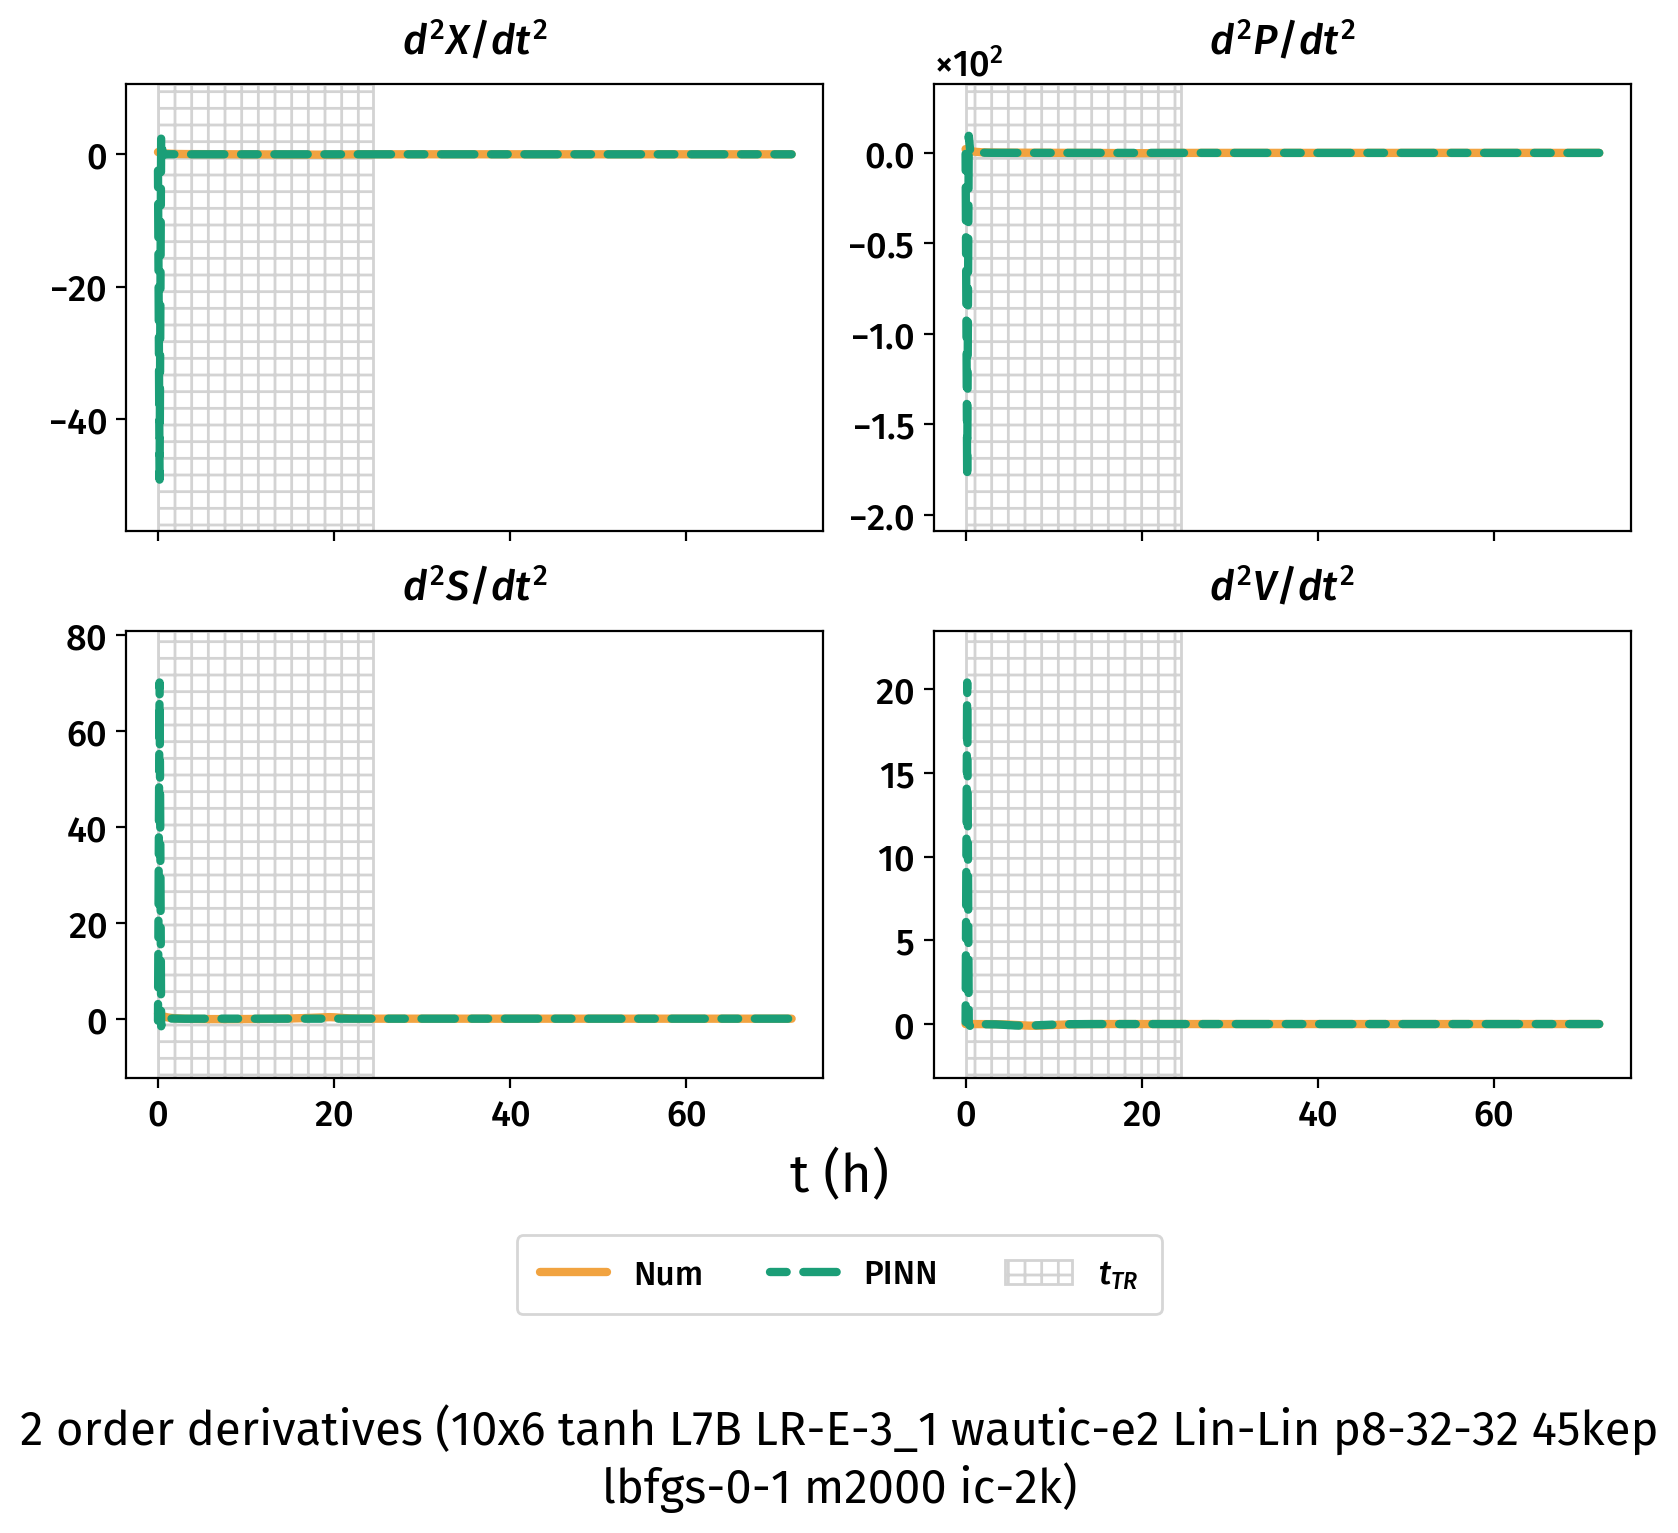 d²X/dt²
0
−20
−40
d²P/dt²
×10²
0.0
−0.5
−1.0
−1.5
−2.0
d²S/dt²
80
60
40
20
0
0 20 40 60
d²V/dt²
20
15
10
5
0
0 20 40 60
t (h)
Num PINN t_TR
2 order derivatives (10x6 tanh L7B LR-E-3_1 wautic-e2 Lin-Lin p8-32-32 45kep
lbfgs-0-1 m2000 ic-2k)